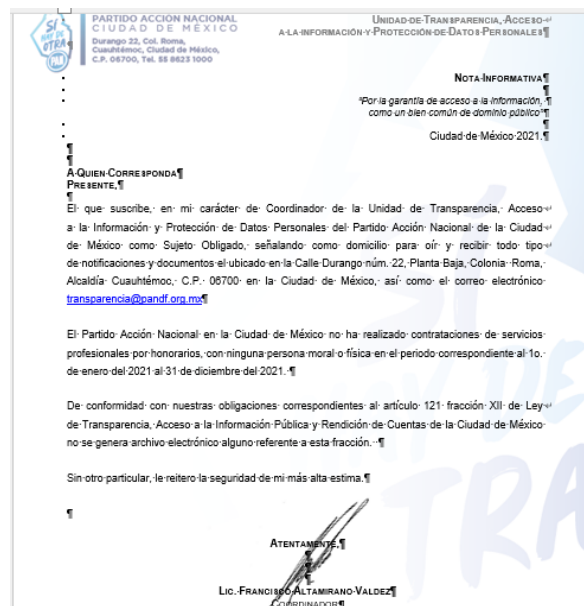 SÍ
HAY DE
OTRA
PARTIDO ACCIÓN NACIONAL
CIUDAD DE MÉXICO
Durango 22, Col. Roma,
Cuauhtémoc, Ciudad de México,
C.P. 06700, Tel. 55 8623 1000
UNIDAD·DE·TRANSPARENCIA,·ACCESO·↵
A·LA·INFORMACIÓN·Y·PROTECCIÓN·DE·DATOS·PERSONALES¶
NOTA·INFORMATIVA¶
¶
"Por·la·garantía·de·acceso·a·la·información,·¶
como·un·bien·común·de·dominio·público"¶
¶
Ciudad·de·México·2021.¶
¶
¶
A·QUIEN·CORRESPONDA¶
PRESENTE,¶
¶
El· que· suscribe,· en· mi· carácter· de· Coordinador· de· la· Unidad· de· Transparencia,· Acceso·↵
a· la· Información· y· Protección· de· Datos· Personales· del· Partido· Acción· Nacional· de· la· Ciudad·
de· México· como· Sujeto· Obligado,· señalando· como· domicilio· para· oír· y· recibir· todo· tipo·
de·notificaciones·y·documentos·el·ubicado·en·la·Calle·Durango·núm.·22,·Planta·Baja,·Colonia··Roma,·
Alcaldía· Cuauhtémoc,· C.P.· 06700· en· la· Ciudad· de· México,· así· como· el· correo· electrónico·
transparencia@pandf.org.mx¶
El· Partido· Acción· Nacional· en· la· Ciudad· de· México· no· ha· realizado· contrataciones· de· servicios·
profesionales·por·honorarios,·con·ninguna·persona·moral·o·física·en·el·periodo·correspondiente·al·1o.·
de·enero·del·2021·al·31·de·diciembre·del·2021.·¶
De· conformidad· con· nuestras· obligaciones· correspondientes· al· artículo· 121· fracción· XII· de· Ley·↵
de·Transparencia,·Acceso·a·la·Información·Pública·y·Rendición·de·Cuentas·de·la·Ciudad·de·México·
no·se·genera·archivo·electrónico·alguno·referente·a·esta·fracción.··¶
Sin·otro·particular,·le·reitero·la·seguridad·de·mi·más·alta·estima.¶
¶
ATENTAMENTE,¶
¶
¶
LIC.·FRANCISCO·ALTAMIRANO·VALDEZ¶
COORDINADOR¶
SÍ
HAY DE
OTRA